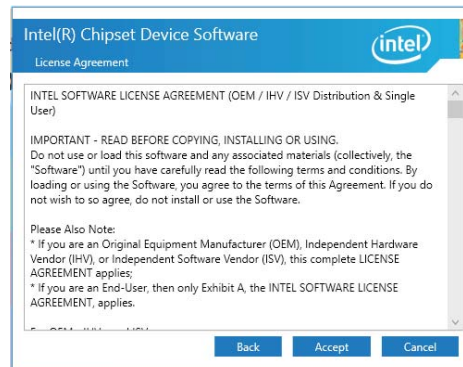 Intel(R) Chipset Device Software
intel
License Agreement
INTEL SOFTWARE LICENSE AGREEMENT (OEM / IHV / ISV Distribution & Single
User)
IMPORTANT - READ BEFORE COPYING, INSTALLING OR USING.
Do not use or load this software and any associated materials (collectively, the
"Software") until you have carefully read the following terms and conditions. By
loading or using the Software, you agree to the terms of this Agreement. If you do
not wish to so agree, do not install or use the Software.
Please Also Note:
* If you are an Original Equipment Manufacturer (OEM), Independent Hardware
Vendor (IHV), or Independent Software Vendor (ISV), this complete LICENSE
AGREEMENT applies;
* If you are an End-User, then only Exhibit A, the INTEL SOFTWARE LICENSE
AGREEMENT, applies.
Back Accept Cancel